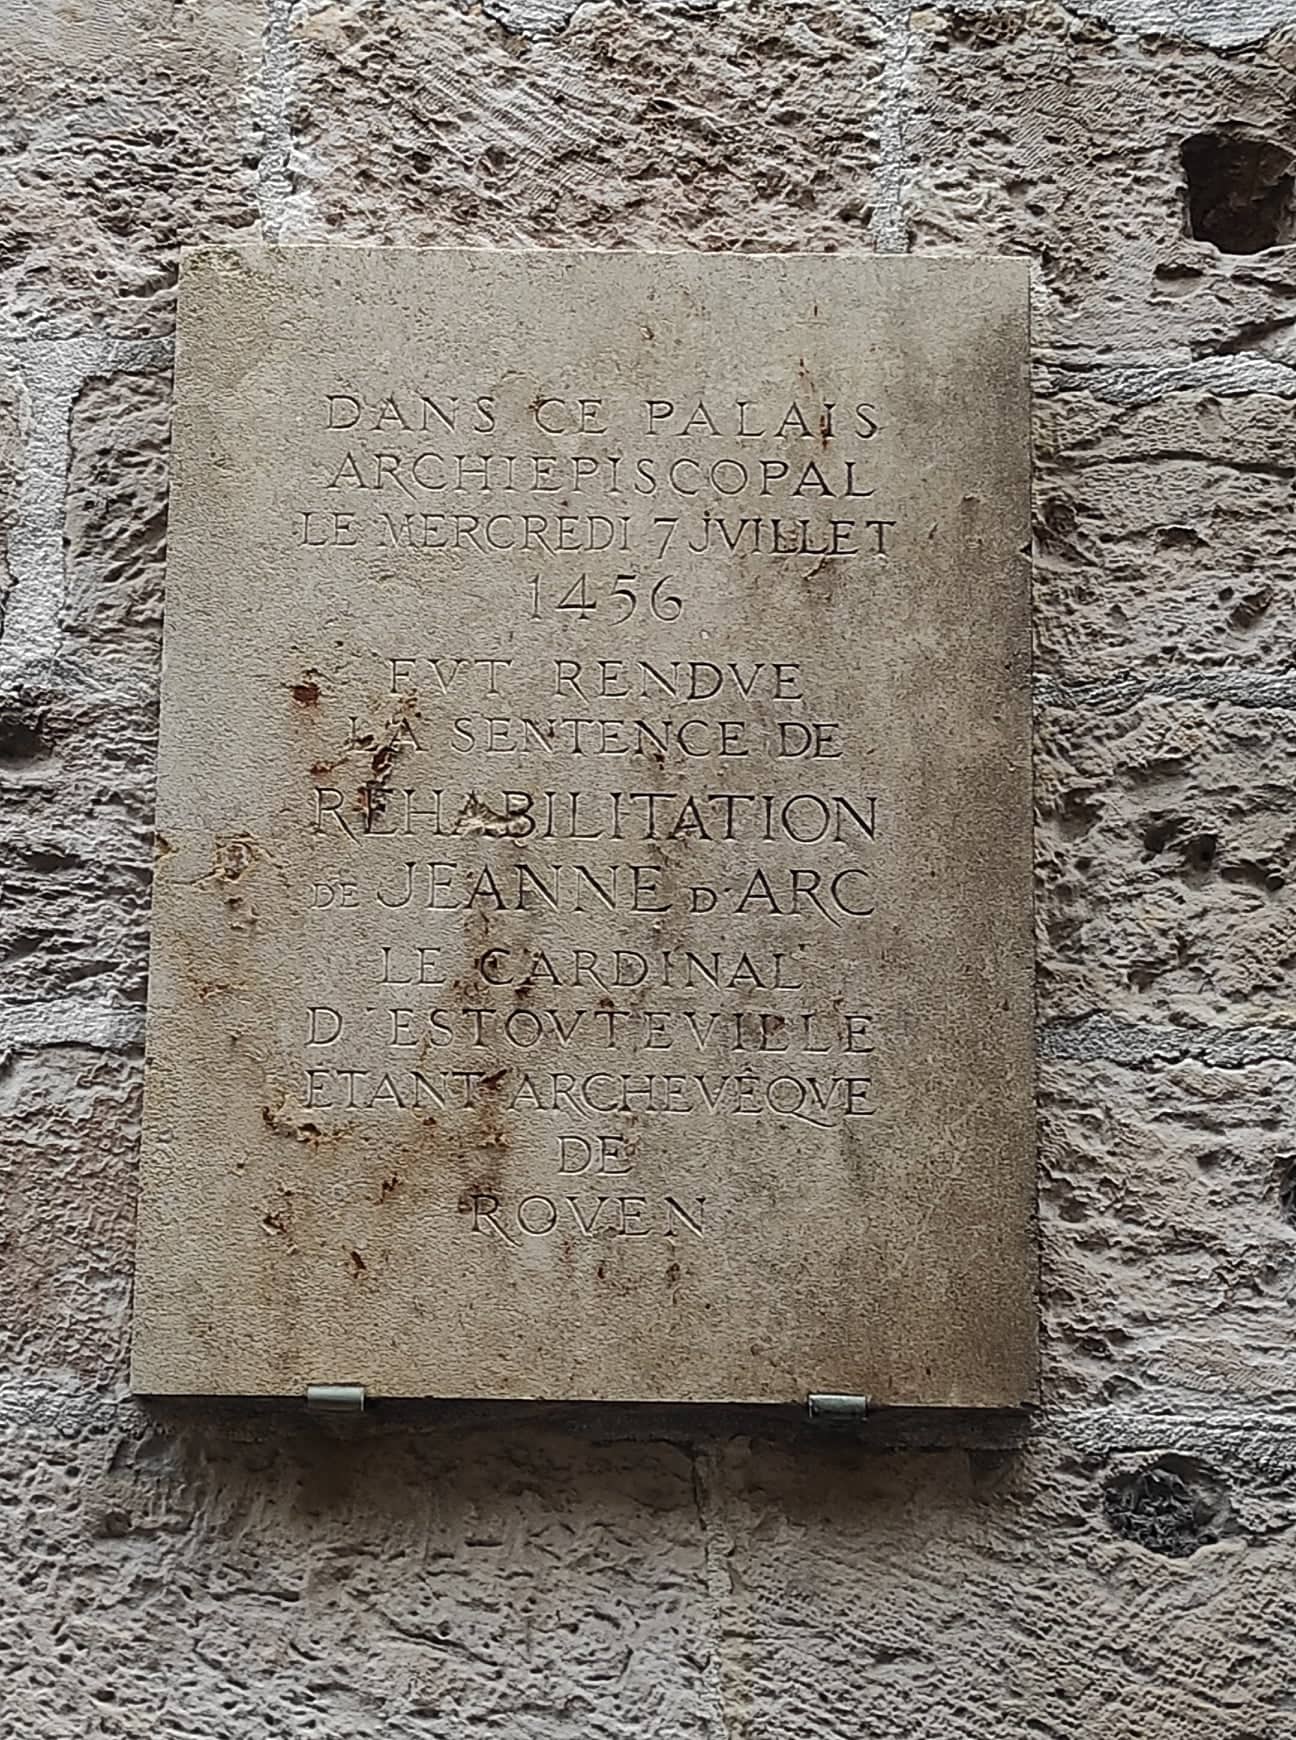 DANS CE PALAIS
ARCHIEPISCOPAL
LE MERCREDI 7 JVILLET
1456
FVT RENDVE
LA SENTENCE DE
REHABILITATION
DE JEANNE D'ARC
LE CARDINAL
D'ESTOVTEVILLE
ETANT ARCHEVÊQVE
DE
ROVEN